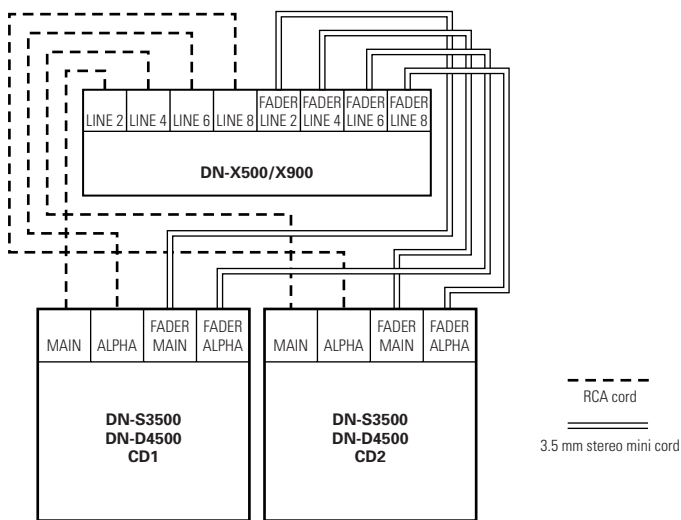 FADER FADER FADER FADER
LINE 2 LINE 4 LINE 6 LINE 8 LINE 2 LINE 4 LINE 6 LINE 8
DN-X500/X900
MAIN ALPHA FADER MAIN FADER ALPHA
MAIN ALPHA FADER MAIN FADER ALPHA
DN-S3500
DN-D4500
CD1
DN-S3500
DN-D4500
CD2
RCA cord
3.5 mm stereo mini cord